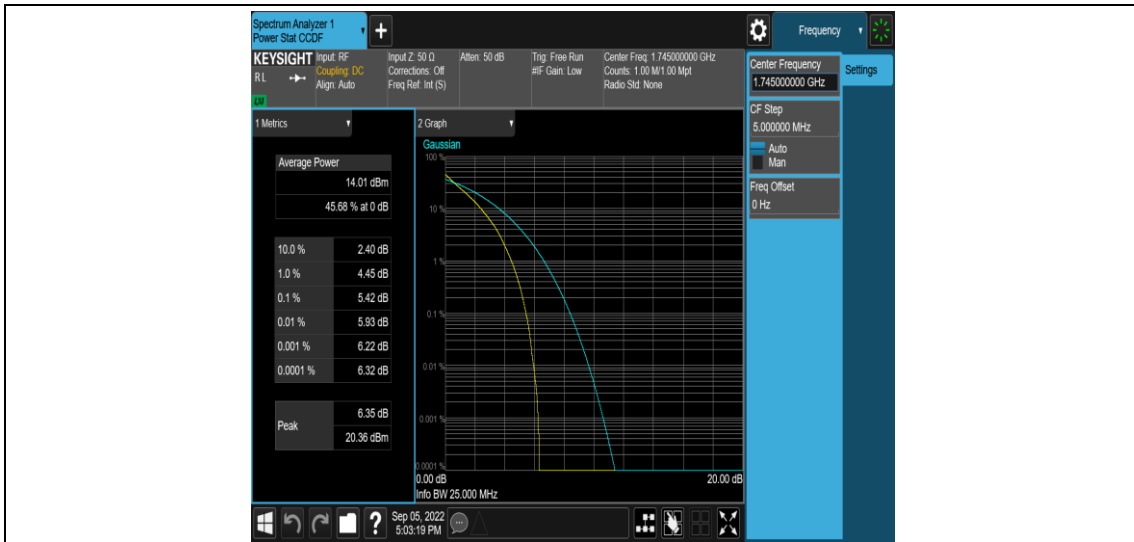 Spectrum Analyzer 1
Power Stat CCDF
Frequency
KEYSIGHT
RL
LXI
Input: RF
Coupling: DC
Align: Auto
Input Z: 50 Ω
Corrections: Off
Freq Ref: Int (S)
Atten: 50 dB
Trig: Free Run
#IF Gain: Low
Center Freq: 1.745000000 GHz
Counts: 1.00 M/1.00 Mpt
Radio Std: None
Center Frequency
1.745000000 GHz
Settings
CF Step
5.000000 MHz
Auto
Man
Freq Offset
0 Hz
1 Metrics
Average Power
14.01 dBm
45.68 % at 0 dB
10.0 % 2.40 dB
1.0 % 4.45 dB
0.1 % 5.42 dB
0.01 % 5.93 dB
0.001 % 6.22 dB
0.0001 % 6.32 dB
Peak 6.35 dB
20.36 dBm
2 Graph
Gaussian
100 %
10 %
1 %
0.1 %
0.01 %
0.001 %
0.0001 %
0.00 dB 20.00 dB
Info BW 25.000 MHz
?
Sep 05, 2022
5:03:19 PM